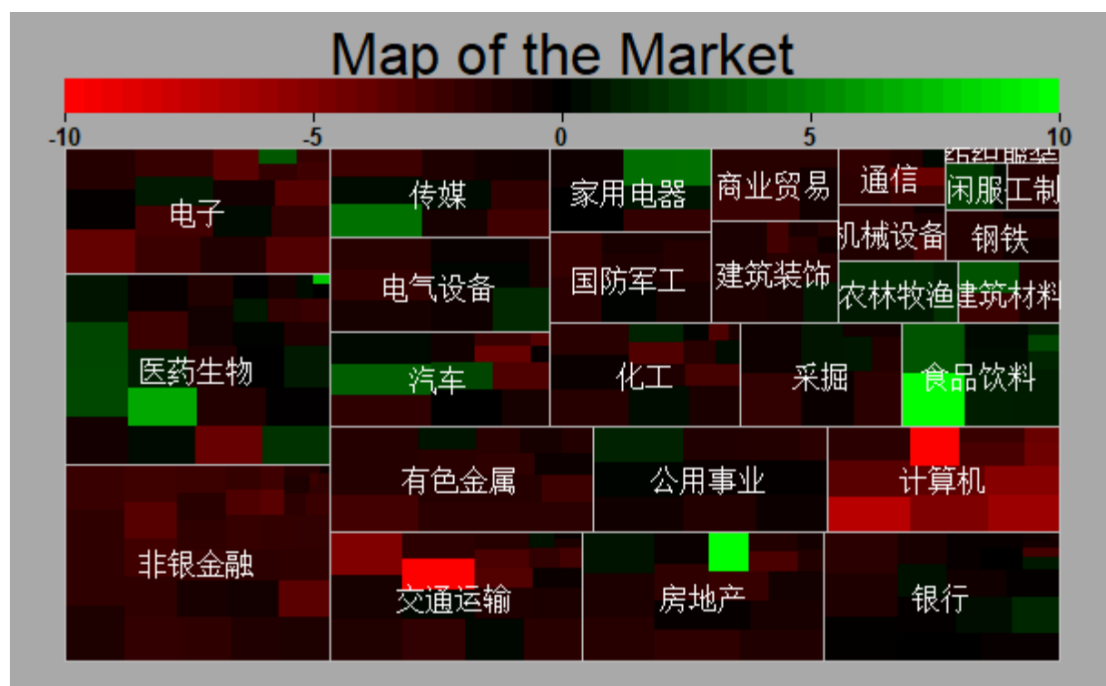 Map of the Market
-10 -5 0 5 10
电子
传媒
家用电器
商业贸易
通信
纺织服装
闲服
工制
电气设备
国防军工
建筑装饰
机械设备
钢铁
农林牧渔
建筑材料
医药生物
汽车
化工
采掘
食品饮料
有色金属
公用事业
计算机
非银金融
交通运输
房地产
银行